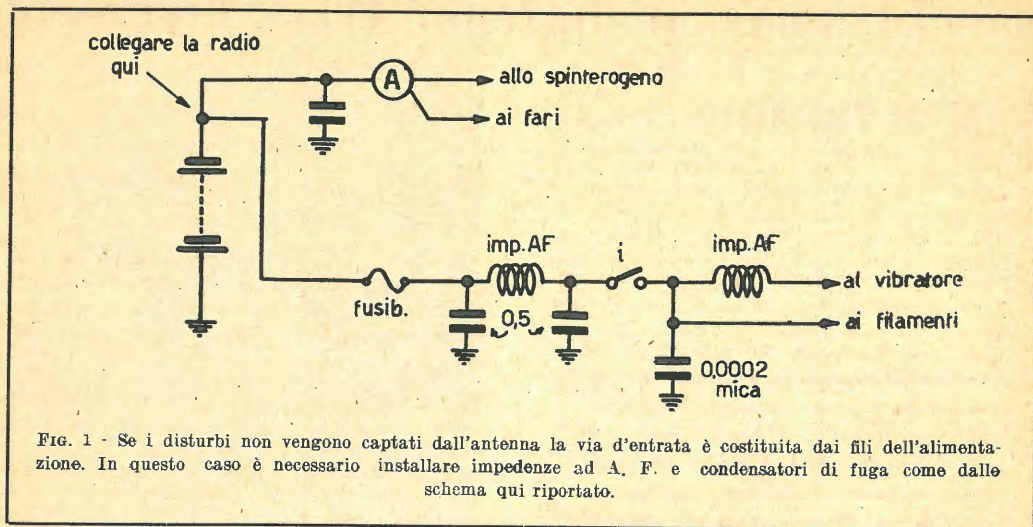 collegare la radio
qui
A
allo spinterogeno
ai fari
imp. AF
i
imp. AF
al vibratore
fusib.
0,5
ai filamenti
0,0002
mica
FIG. 1 - Se i disturbi non vengono captati dall'antenna la via d'entrata è costituita dai fili dell'alimenta-
zione. In questo caso è necessario installare impedenze ad A. F. e condensatori di fuga come dallo
schema qui riportato.